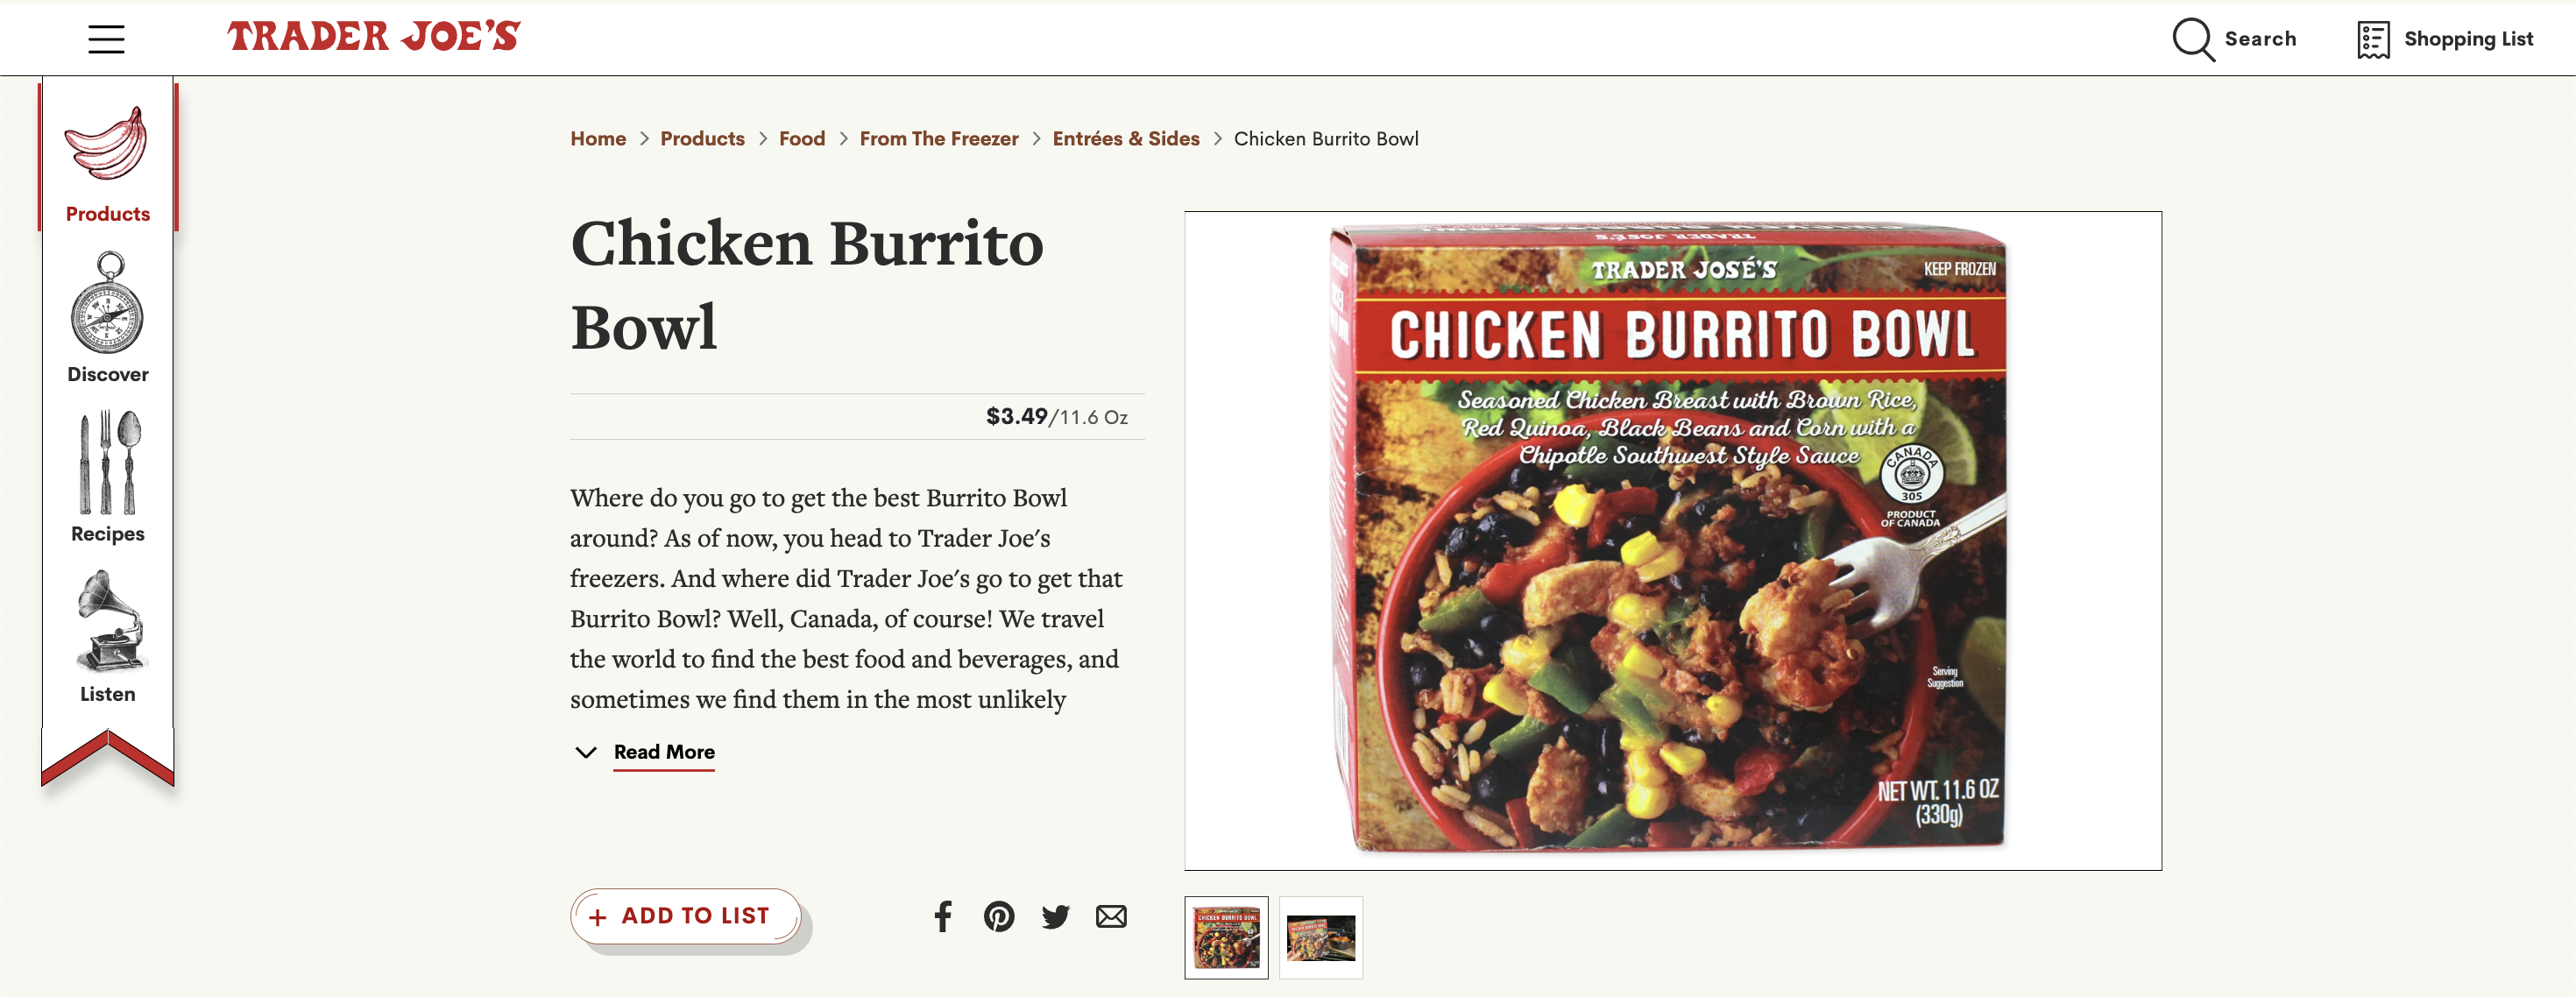 TRADER JOE'S
Search
Shopping List
Products
Discover
Recipes
Listen
Home > Products > Food > From The Freezer > Entrées & Sides > Chicken Burrito Bowl
Chicken Burrito
Bowl
$3.49/11.6 Oz
Where do you go to get the best Burrito Bowl
around? As of now, you head to Trader Joe's
freezers. And where did Trader Joe's go to get that
Burrito Bowl? Well, Canada, of course! We travel
the world to find the best food and beverages, and
sometimes we find them in the most unlikely
Read More
+ ADD TO LIST
TRADER JOE'S
TRADER JOSÉ'S
KEEP FROZEN
CHICKEN BURRITO BOWL
Seasoned Chicken Breast with Brown Rice,
Red Quinoa, Black Beans and Corn with a
Chipotle Southwest Style Sauce
CANADA
305
PRODUCT
OF CANADA
Serving
Suggestion
NET WT. 11.6 OZ
(330g)
CHICKEN BURRITO BOWL